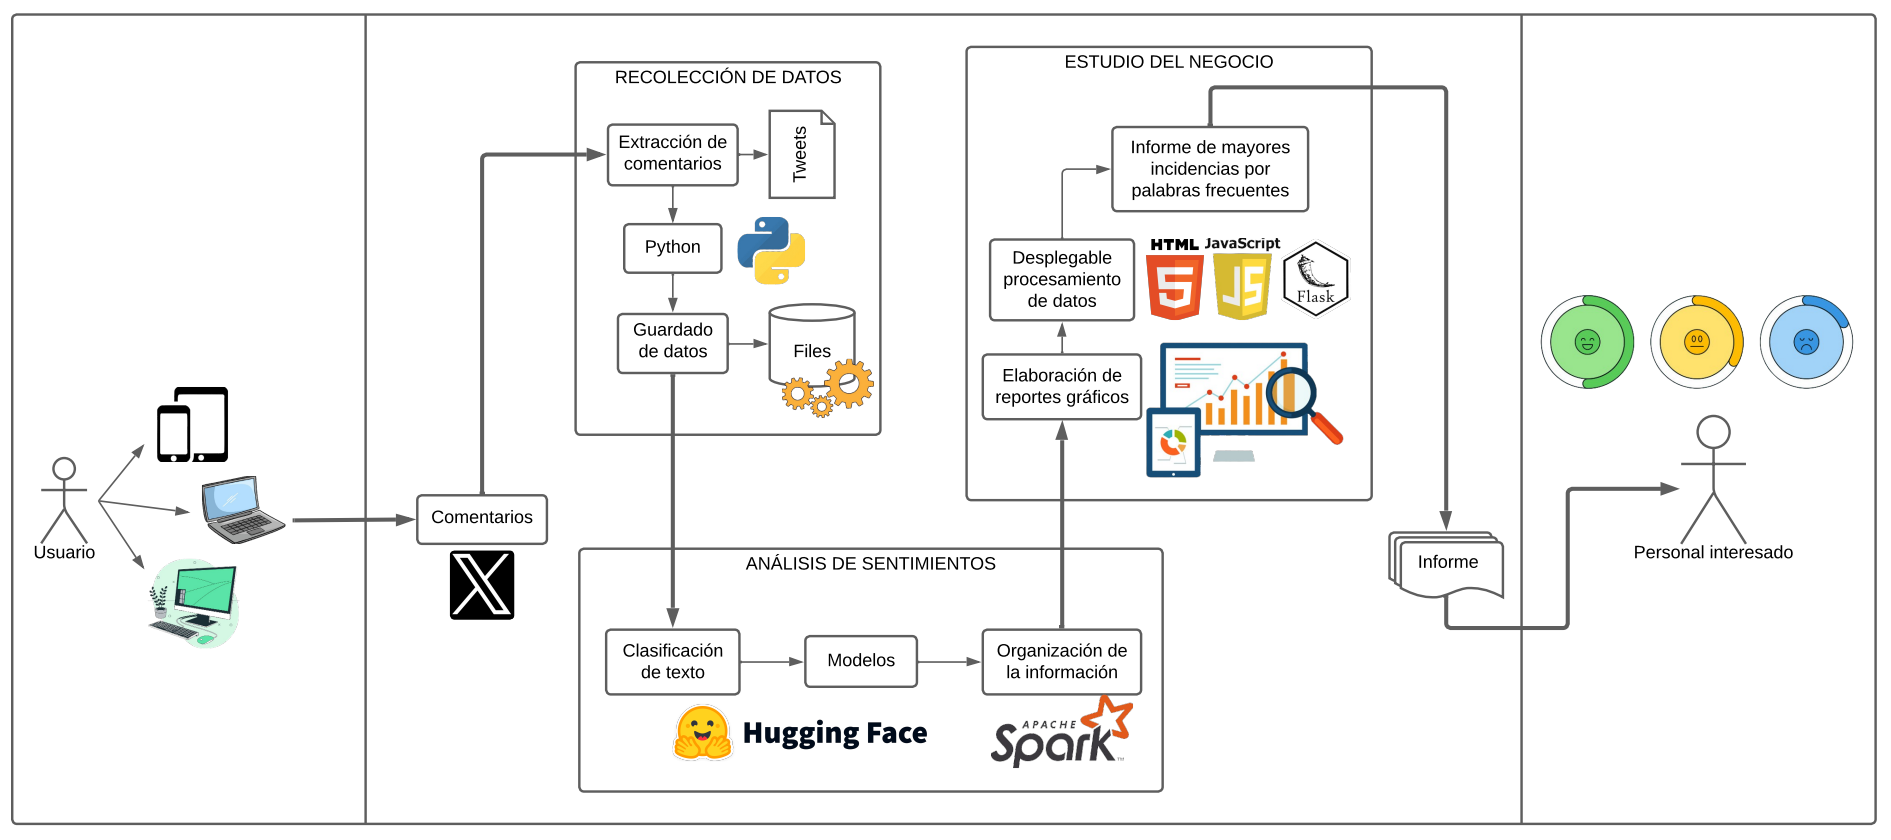 Usuario
Comentarios
RECOLECCIÓN DE DATOS
Extracción de
comentarios
Tweets
Python
Guardado
de datos
Files
ANÁLISIS DE SENTIMIENTOS
Clasificación
de texto
Modelos
Organización de
la información
Hugging Face
APACHE
Spark
ESTUDIO DEL NEGOCIO
Informe de mayores
incidencias por
palabras frecuentes
Desplegable
procesamiento
de datos
HTML JavaScript
5
JS
Flask
Elaboración de
reportes gráficos
Informe
Personal interesado